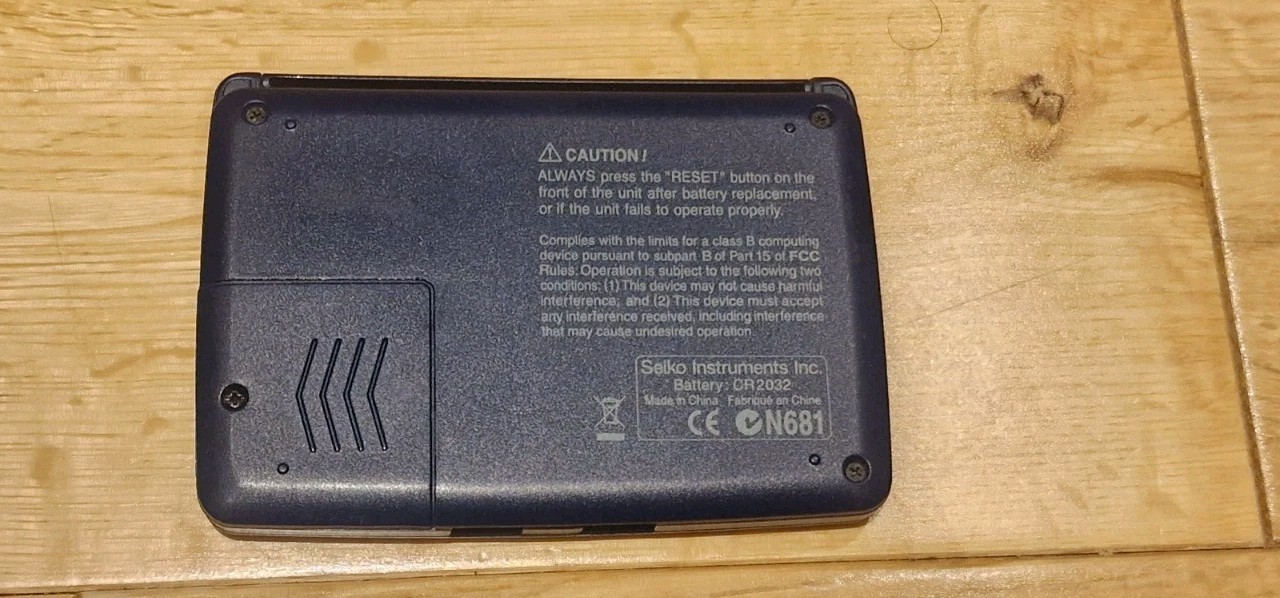 CAUTION!
ALWAYS press the "RESET" button on the
front of the unit after battery replacement,
or if the unit fails to operate properly.
Complies with the limits for a class B computing
device pursuant to subpart B of Part 15 of FCC
Rules. Operation is subject to the following two
conditions: (1) This device may not cause harmful
interference, and (2) This device must accept
any interference received, including interference
that may cause undesired operation.
Seiko Instruments Inc.
Battery: CR2032
Made in China Fabriqué en Chine
CE N681